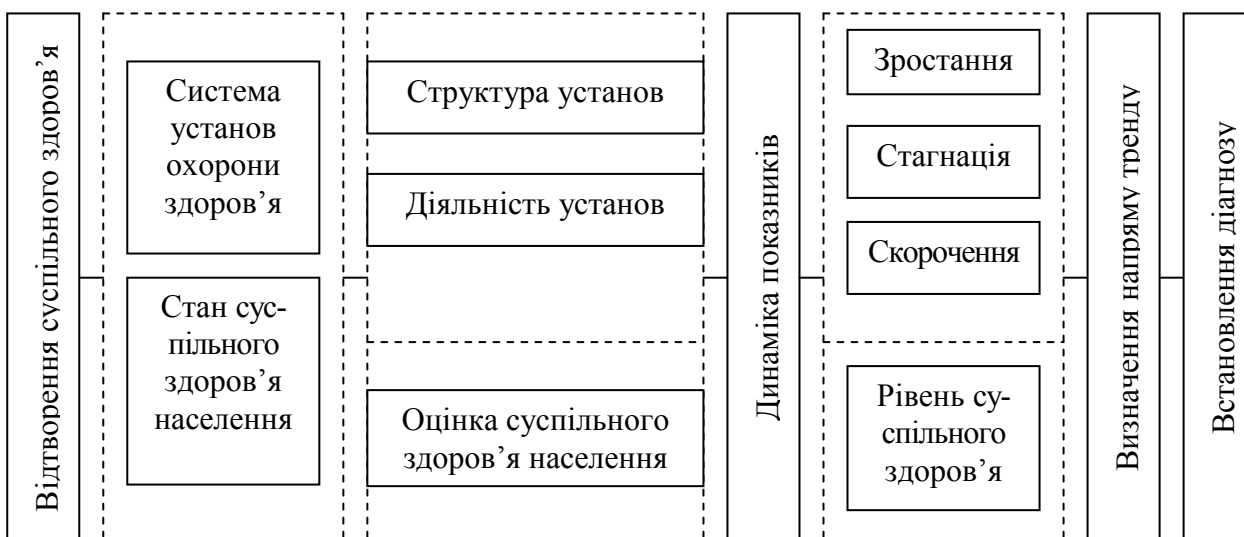 Відтворення суспільного здоров’я
Система
установ
охорони
здоров’я
Стан сус-
пільного
здоров’я
населення
Структура установ
Діяльність установ
Оцінка суспільного
здоров’я населення
Динаміка показників
Зростання
Стагнація
Скорочення
Рівень су-
спільного
здоров’я
Визначення напряму тренду
Встановлення діагнозу